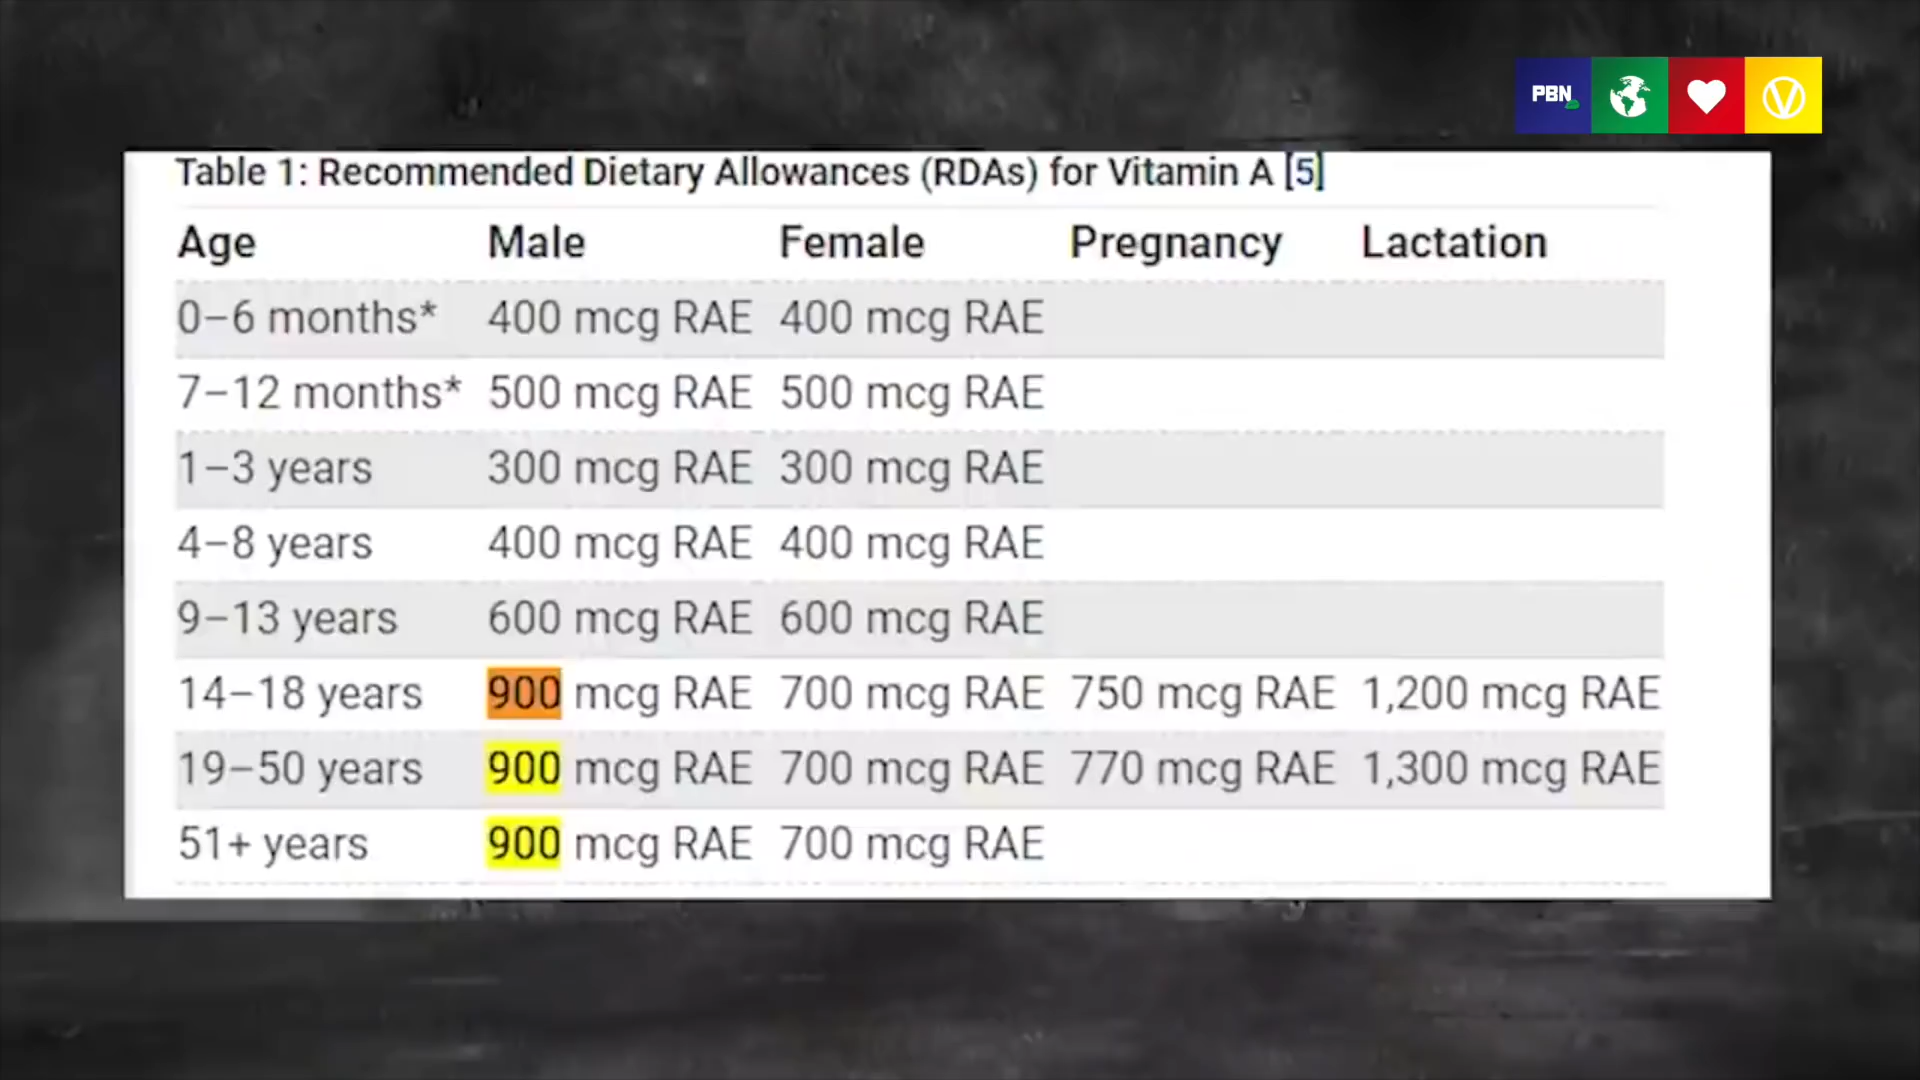 PBN
Table 1: Recommended Dietary Allowances (RDAs) for Vitamin A [5]
Age Male Female Pregnancy Lactation
0–6 months* 400 mcg RAE 400 mcg RAE
7–12 months* 500 mcg RAE 500 mcg RAE
1–3 years 300 mcg RAE 300 mcg RAE
4–8 years 400 mcg RAE 400 mcg RAE
9–13 years 600 mcg RAE 600 mcg RAE
14–18 years 900 mcg RAE 700 mcg RAE 750 mcg RAE 1,200 mcg RAE
19–50 years 900 mcg RAE 700 mcg RAE 770 mcg RAE 1,300 mcg RAE
51+ years 900 mcg RAE 700 mcg RAE